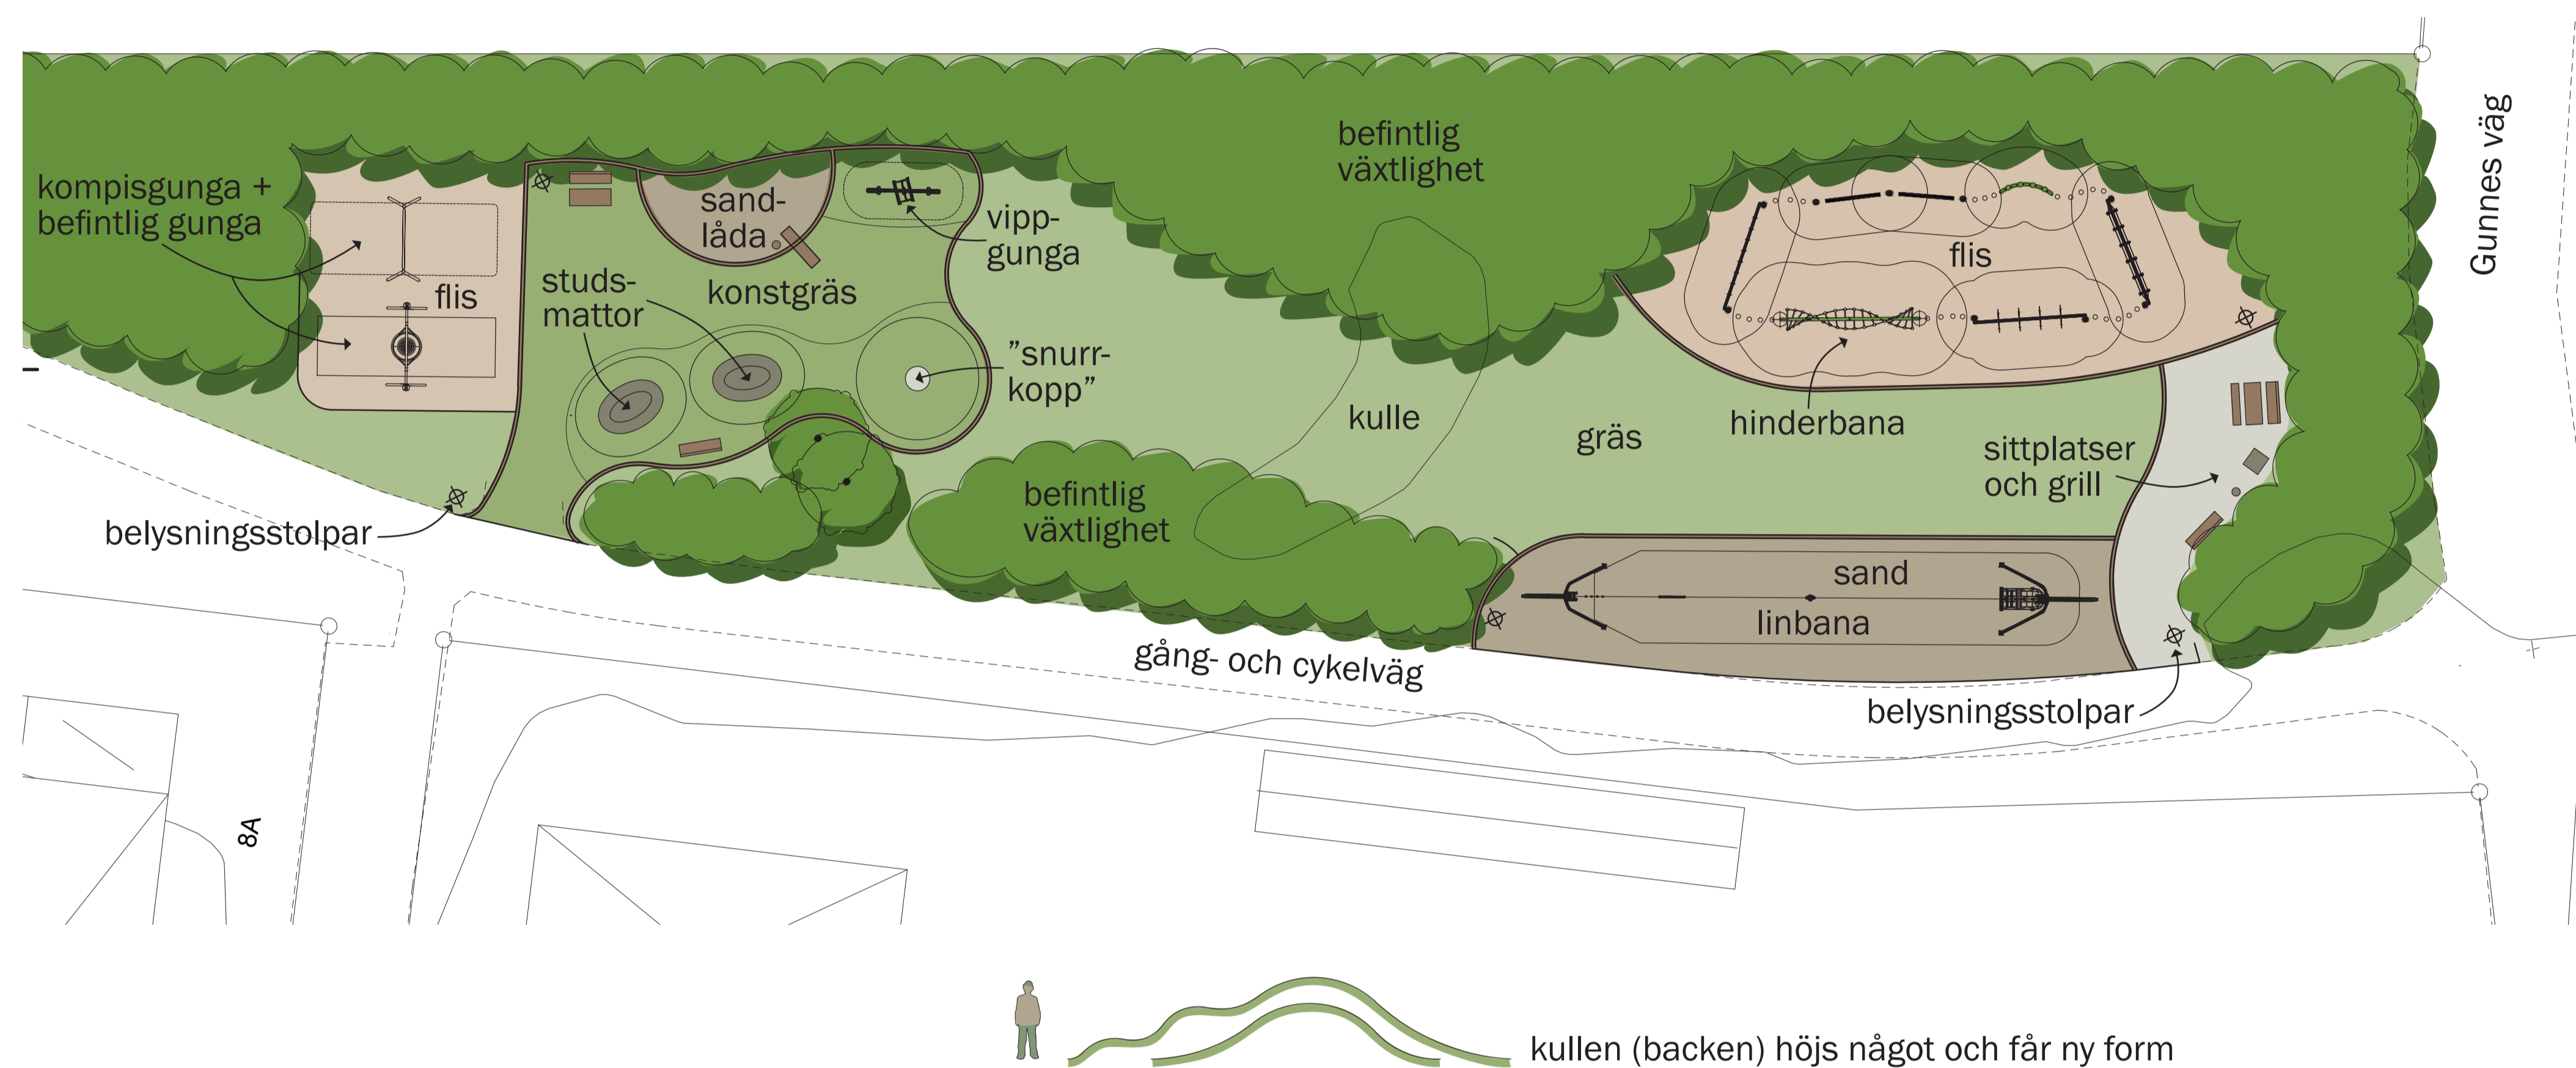 befintlig
växtlighet
Gunnes väg
kompisgunga +
befintlig gunga
flis
sand-
låda
vipp-
gunga
studs-
mattor
konstgräs
”snurr-
kopp”
kulle
gräs
flis
hinderbana
sittplatser
och grill
befintlig
växtlighet
belysningsstolpar
sand
linbana
gång- och cykelväg
belysningsstolpar
8A
kullen (backen) höjs något och får ny form